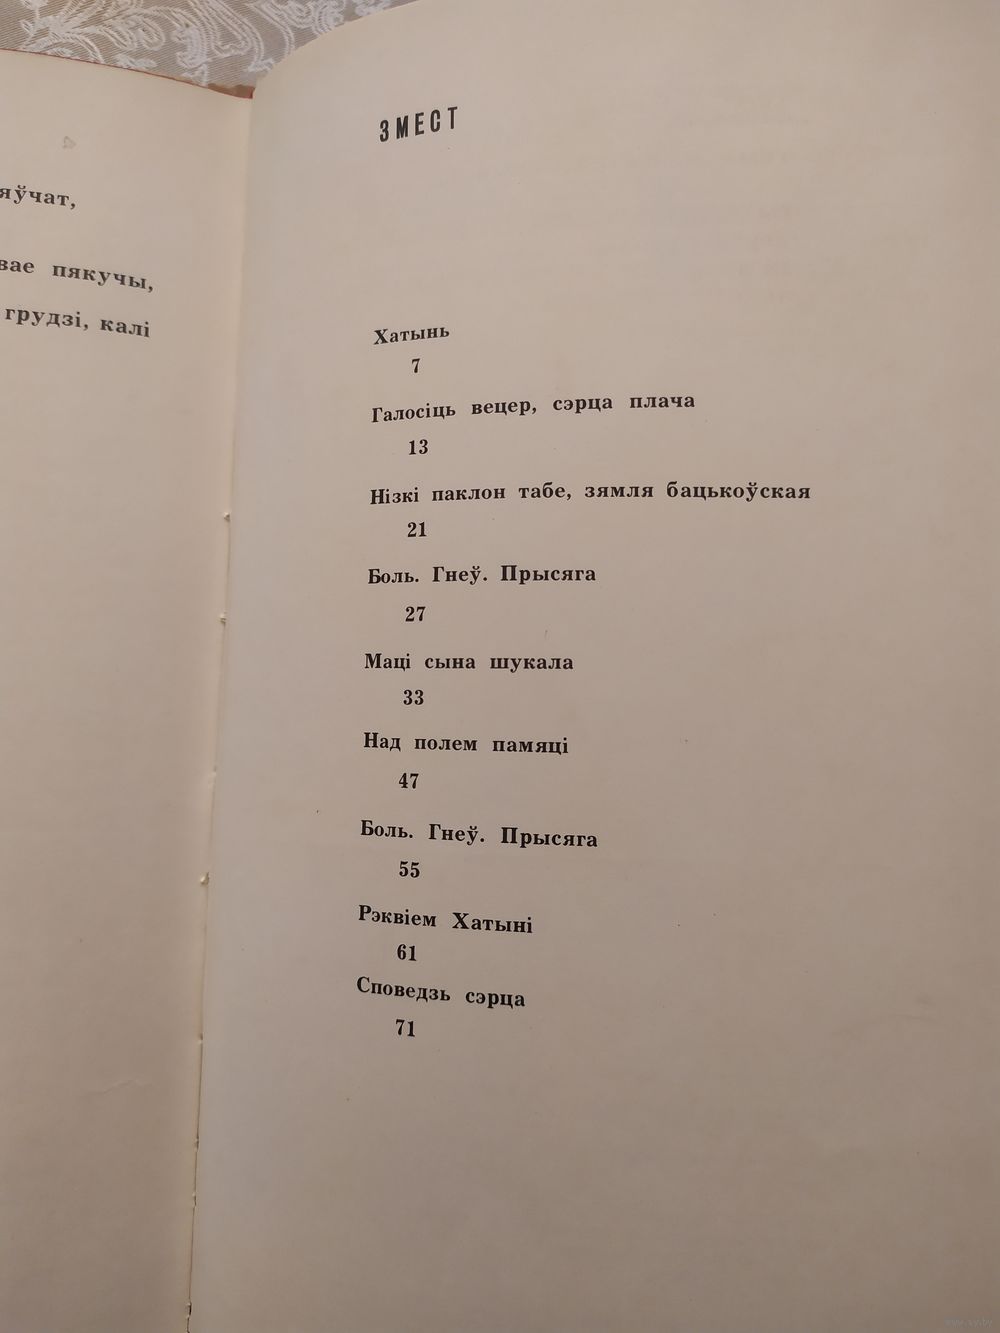 яўчат,
вае пякучы,
грудзі, калі
ЗМЕСТ
Хатынь
7
Галосіць вецер, сэрца плача
13
Нізкі паклон табе, зямля бацькоўская
21
Боль. Гнеў. Прысяга
27
Маці сына шукала
33
Над полем памяці
47
Боль. Гнеў. Прысяга
55
Рэквіем Хатыні
61
Споведзь сэрца
71